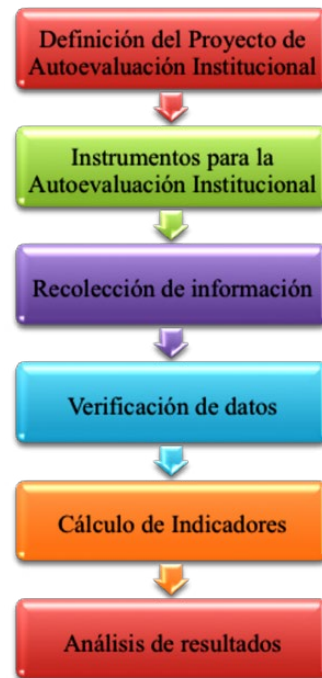 Definición del Proyecto de
Autoevaluación Institucional
Instrumentos para la
Autoevaluación Institucional
Recolección de información
Verificación de datos
Cálculo de Indicadores
Análisis de resultados